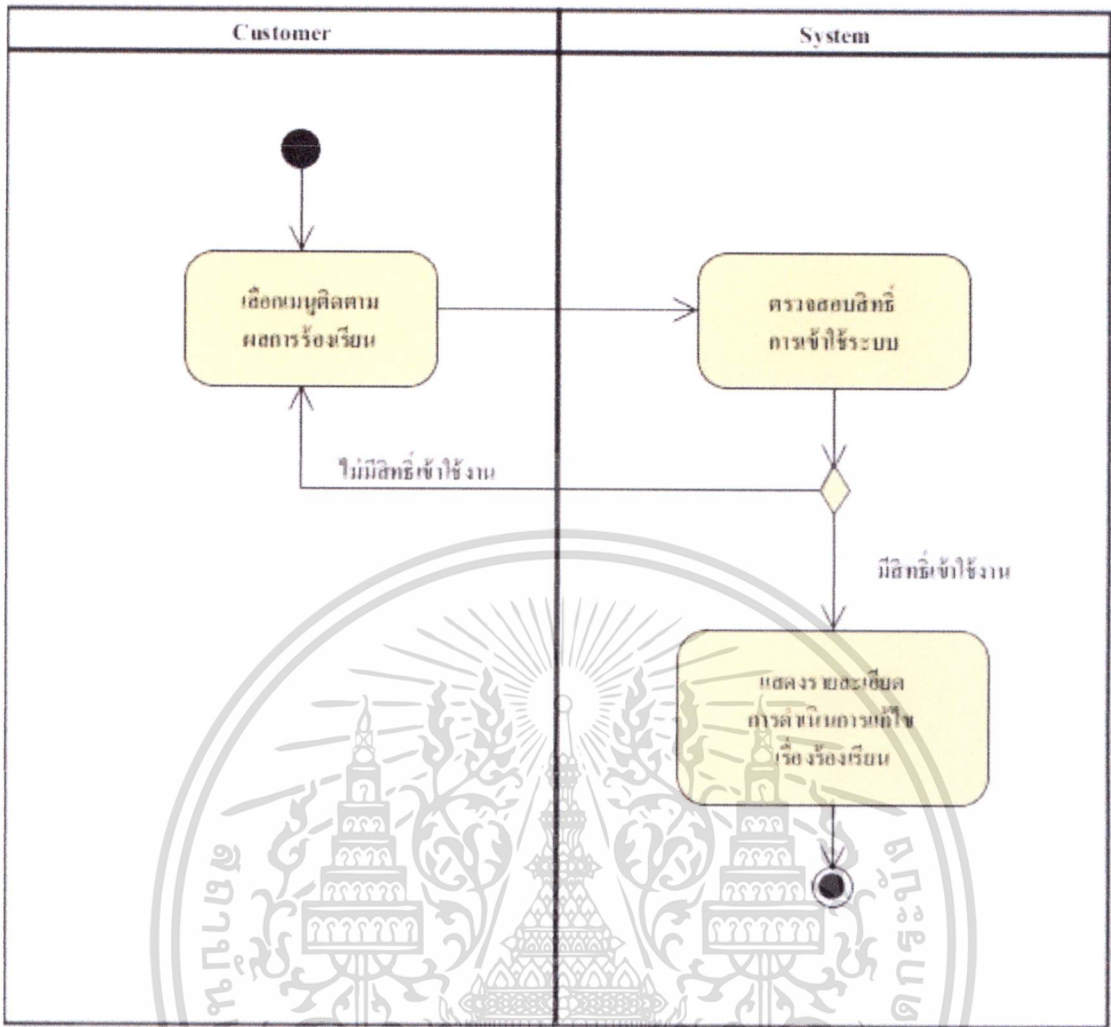 Customer
System
เลือกเมนูติดตาม
ผลการร้องเรียน
ตรวจสอบสิทธิ์
การเข้าใช้ระบบ
ไม่มีสิทธิ์เข้าใช้งาน
มีสิทธิ์เข้าใช้งาน
แสดงรายละเอียด
การดำเนินการแก้ไข
เรื่องร้องเรียน